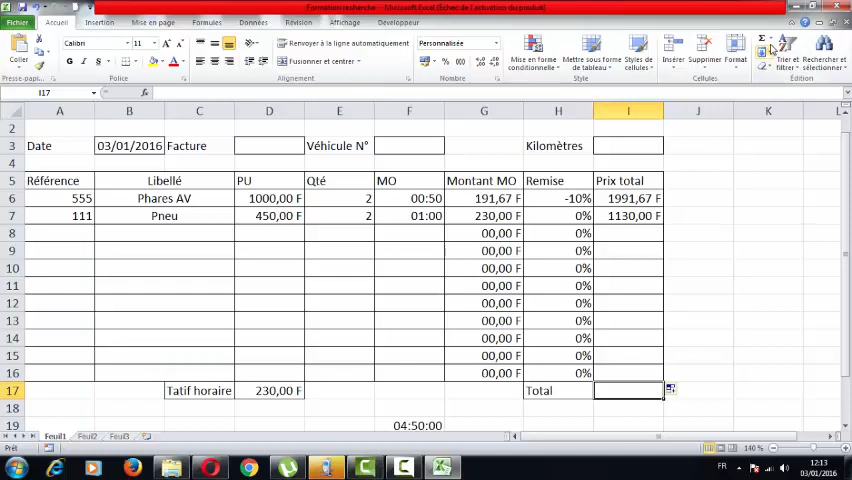 Formation recherche - Microsoft Excel (Échec de l'activation du produit)
Fichier Accueil Insertion Mise en page Formules Données Révision Affichage Développeur
Coller Calibri 11 A A Renvoyer à la ligne automatiquement Personnalisée Mise en forme conditionnelle Mettre sous forme de tableau Styles de cellules Insérer Supprimer Format Σ Trier et filtrer Rechercher et sélectionner
G I S Fusionner et centrer % 000
Presse-pap... Police Alignement Nombre Style Cellules Édition
I17 fx
A B C D E F G H I J K L
2
3 Date 03/01/2016 Facture Véhicule N° Kilomètres
4
5 Référence Libellé PU Qté MO Montant MO Remise Prix total
6 555 Phares AV 1000,00 F 2 00:50 191,67 F -10% 1991,67 F
7 111 Pneu 450,00 F 2 01:00 230,00 F 0% 1130,00 F
8 00,00 F 0%
9 00,00 F 0%
10 00,00 F 0%
11 00,00 F 0%
12 00,00 F 0%
13 00,00 F 0%
14 00,00 F 0%
15 00,00 F 0%
16 00,00 F 0%
17 Tatif horaire 230,00 F Total
18
19 04:50:00
Feuil1 Feuil2 Feuil3
Prêt 140 %
FR 12:13
03/01/2016